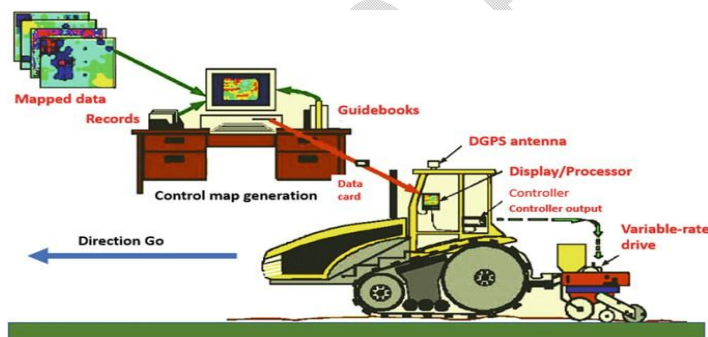 Mapped data
Records
Guidebooks
Control map generation
Data
card
DGPS antenna
Display/Processor
Controller
Controller output
Variable-rate
drive
Direction Go